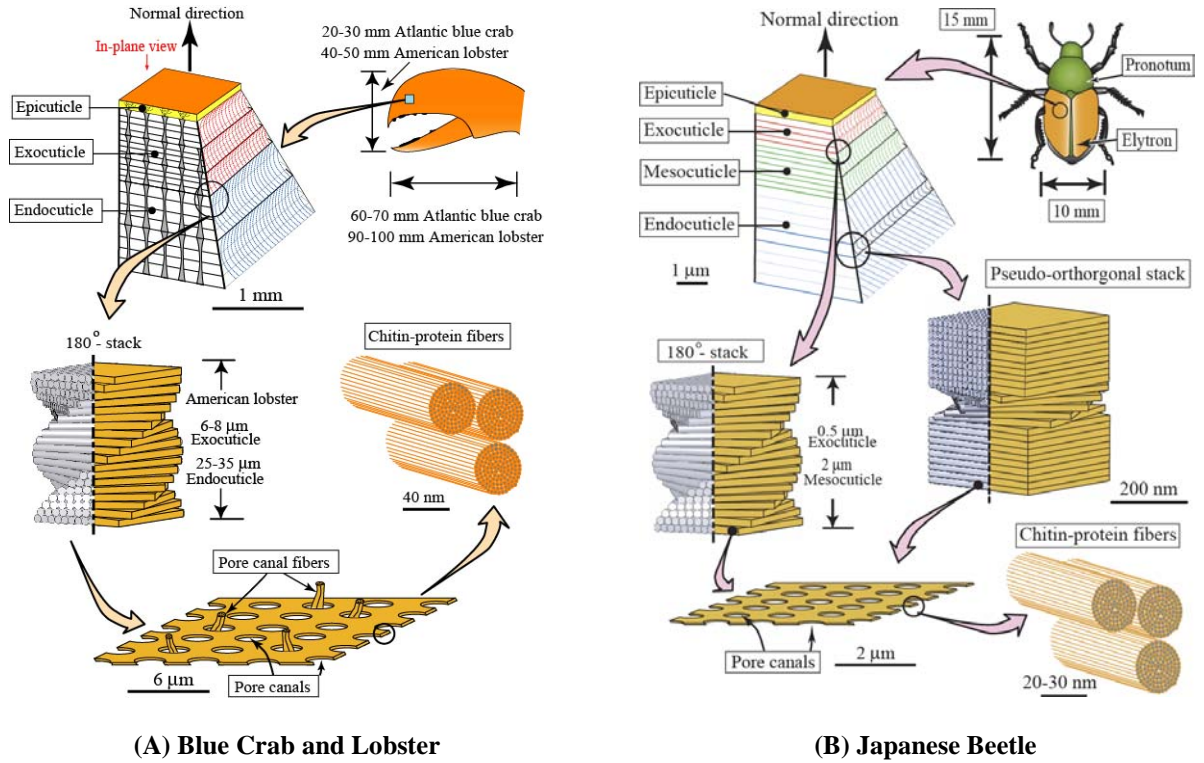 Normal direction
In-plane view
20-30 mm Atlantic blue crab
40-50 mm American lobster
Epicuticle
Exocuticle
Endocuticle
60-70 mm Atlantic blue crab
90-100 mm American lobster
1 mm
180°- stack
American lobster
6-8 μm
Exocuticle
25-35 μm
Endocuticle
Chitin-protein fibers
40 nm
Pore canal fibers
Pore canals
6 μm
(A) Blue Crab and Lobster
Normal direction
15 mm
Pronotum
Elytron
10 mm
Epicuticle
Exocuticle
Mesocuticle
Endocuticle
1 μm
Pseudo-orthorgonal stack
180°- stack
0.5 μm
Exocuticle
2 μm
Mesocuticle
200 nm
Chitin-protein fibers
Pore canals
2 μm
20-30 nm
(B) Japanese Beetle